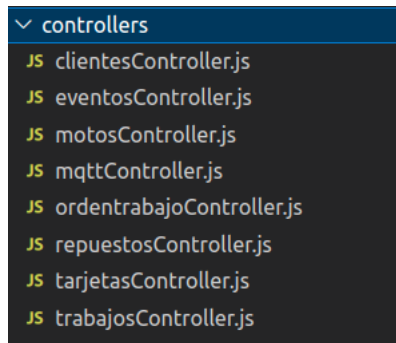 controllers
JS clientesController.js
JS eventosController.js
JS motosController.js
JS mqttController.js
JS ordentrabajoController.js
JS repuestosController.js
JS tarjetasController.js
JS trabajosController.js